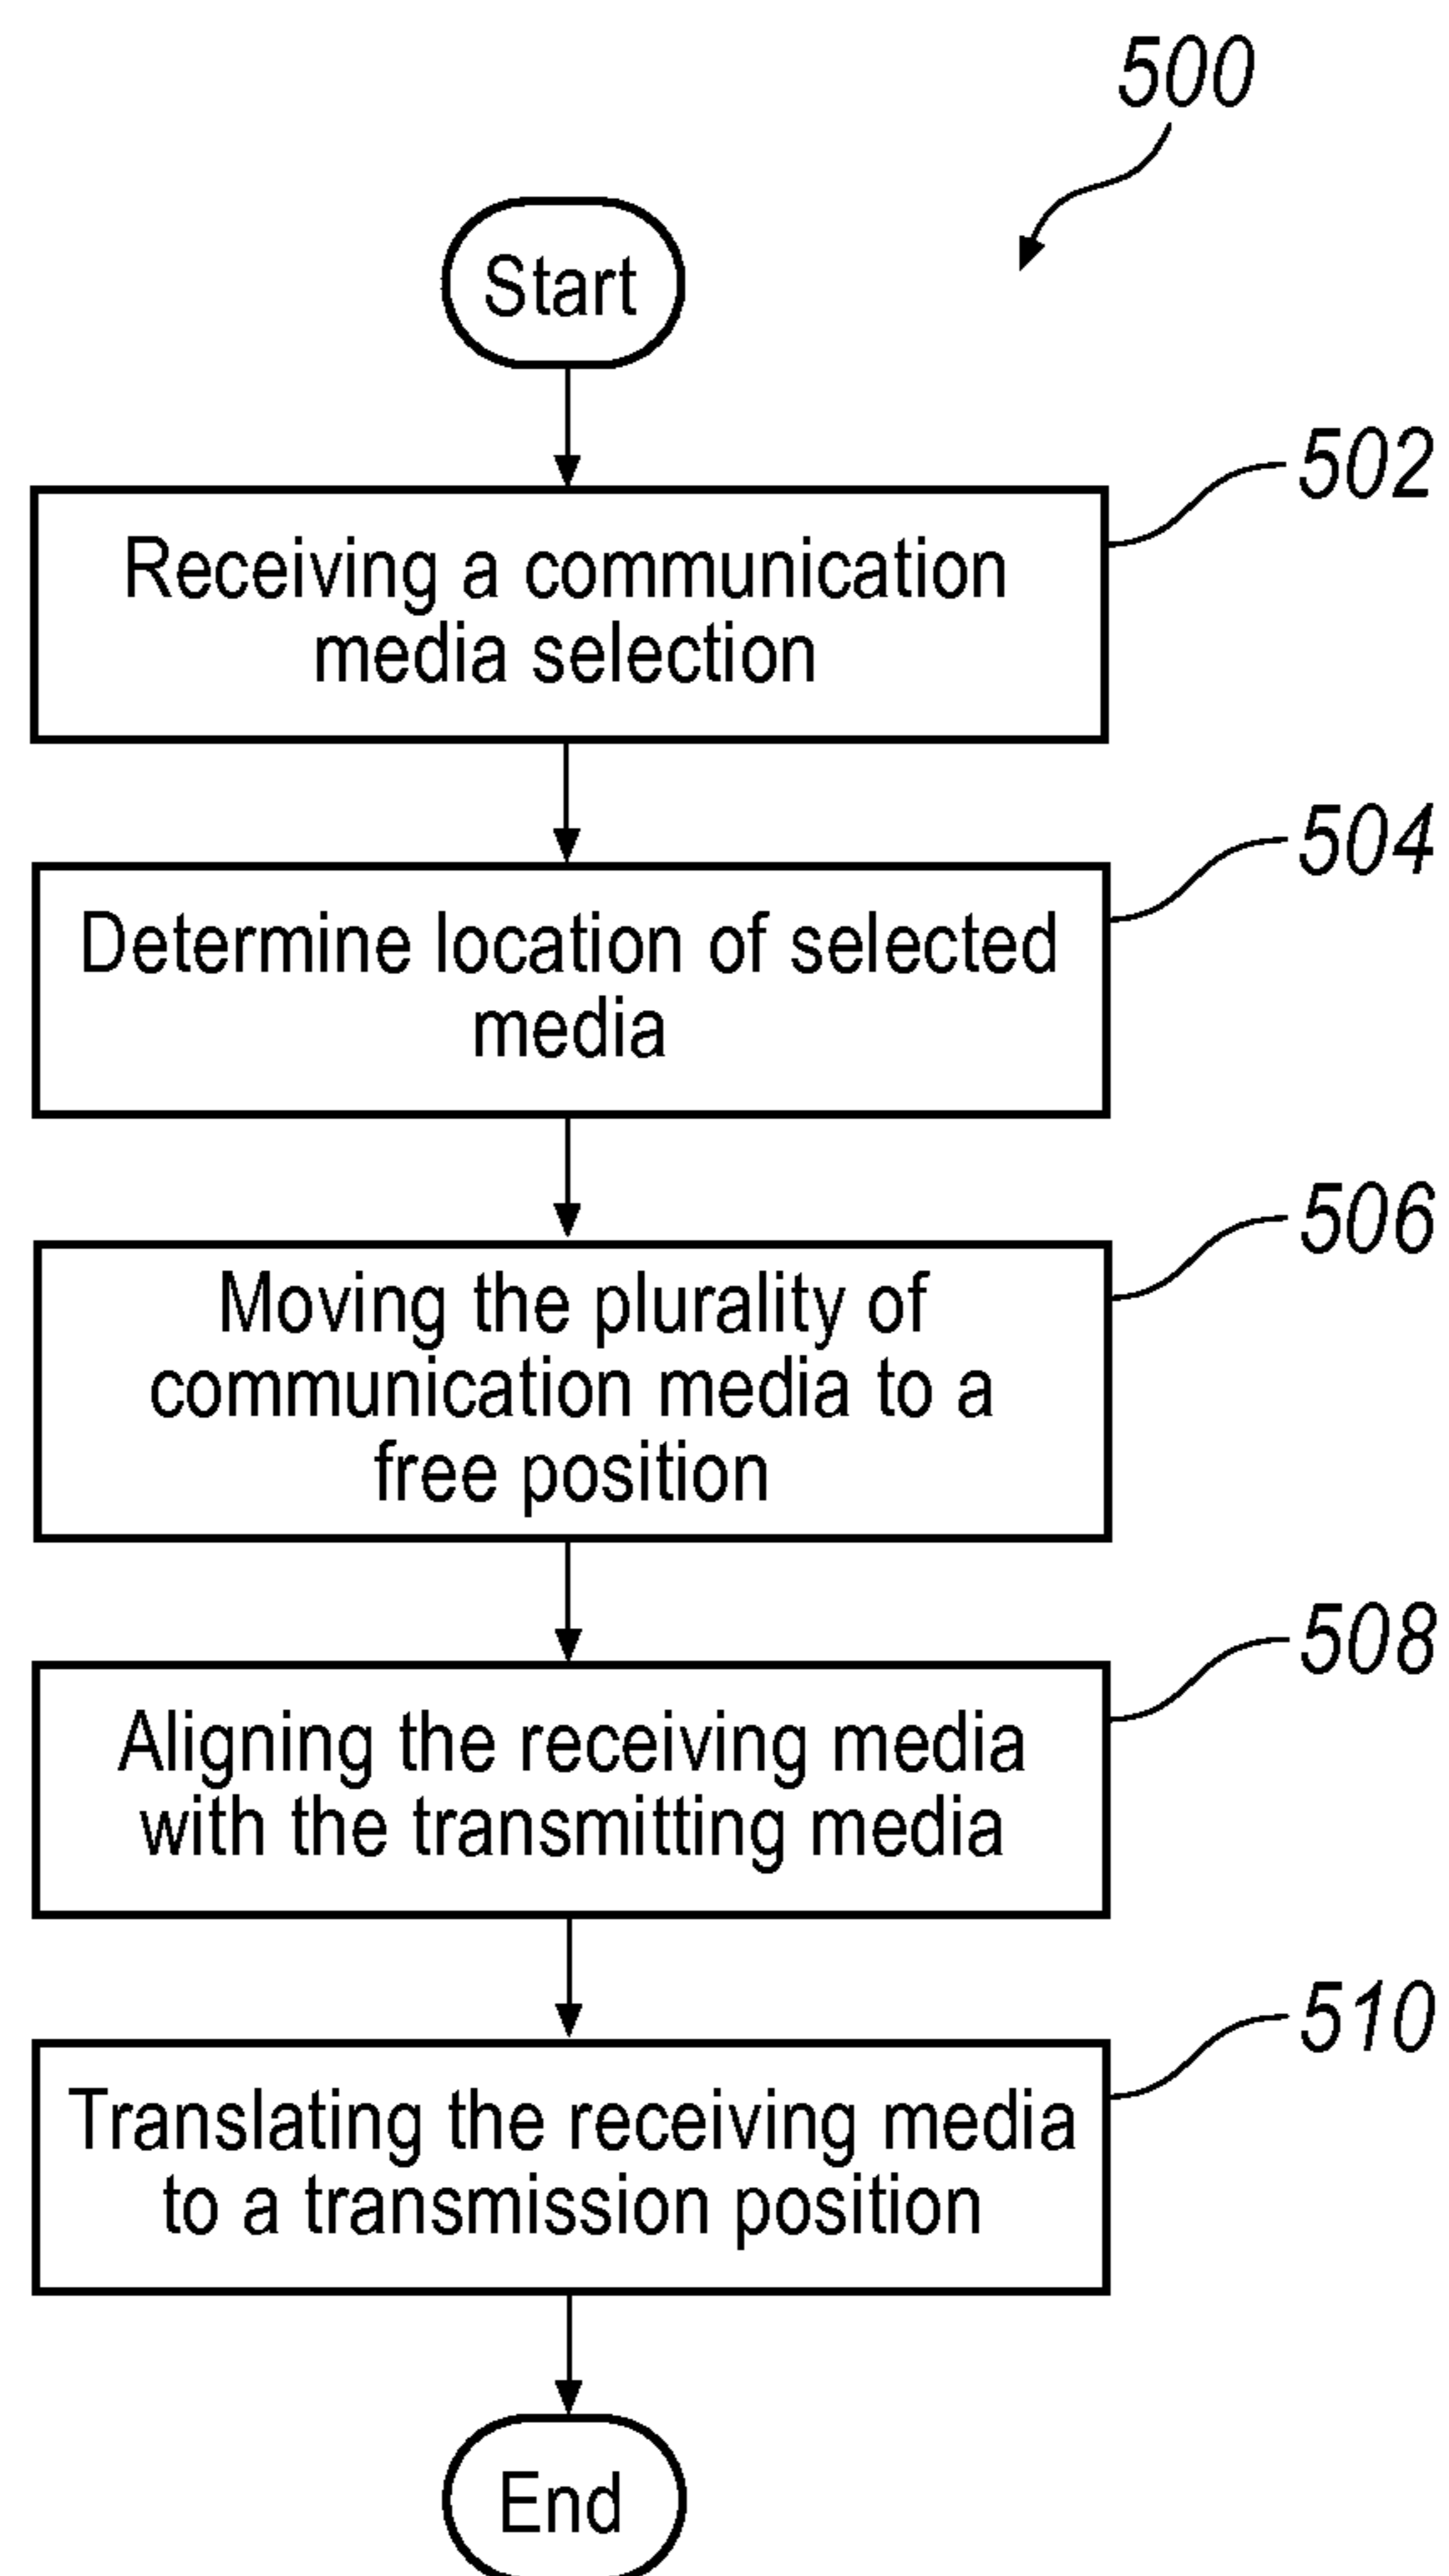 500
Start
502
Receiving a communication
media selection
504
Determine location of selected
media
506
Moving the plurality of
communication media to a
free position
508
Aligning the receiving media
with the transmitting media
510
Translating the receiving media
to a transmission position
End